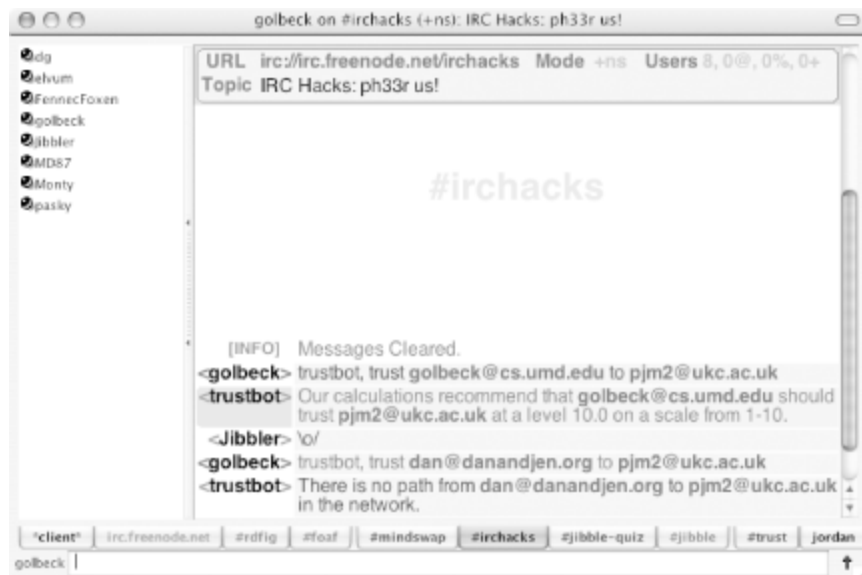 golbeck on #irchacks (+ns): IRC Hacks: ph33r us!
dg
elvum
FennecFoxen
golbeck
Jibbler
MD87
Monty
pasky
URL irc://irc.freenode.net/irchacks Mode +ns Users 8, 0@, 0%, 0+
Topic IRC Hacks: ph33r us!
#irchacks
[INFO] Messages Cleared.
<golbeck> trustbot, trust golbeck@cs.umd.edu to pjm2@ukc.ac.uk
<trustbot> Our calculations recommend that golbeck@cs.umd.edu should
trust pjm2@ukc.ac.uk at a level 10.0 on a scale from 1-10.
<Jibbler> \o/
<golbeck> trustbot, trust dan@danandjen.org to pjm2@ukc.ac.uk
<trustbot> There is no path from dan@danandjen.org to pjm2@ukc.ac.uk
in the network.
*client* irc.freenode.net #rdfig #foaf #mindswap #irchacks #jibble-quiz #jibble #trust jordan
golbeck